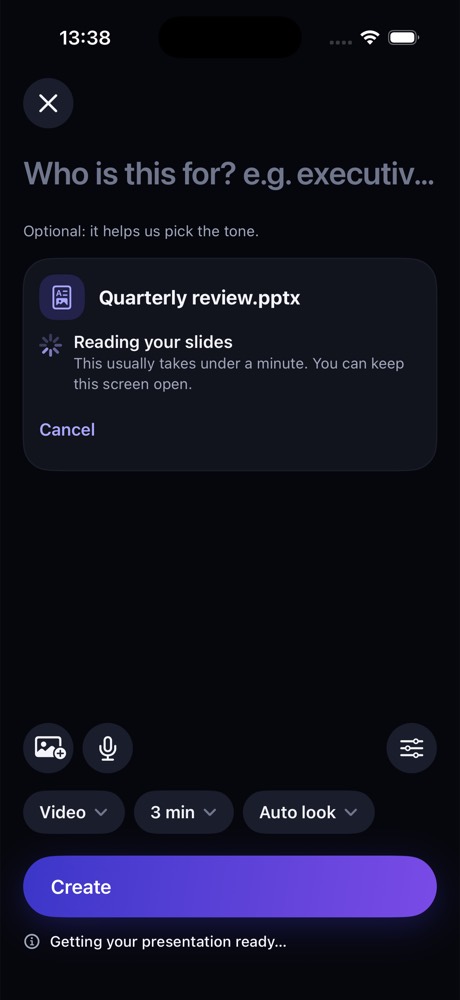 13:38
Who is this for? e.g. executiv...
Optional: it helps us pick the tone.
Quarterly review.pptx
Reading your slides
This usually takes under a minute. You can keep
this screen open.
Cancel
Video
3 min
Auto look
Create
Getting your presentation ready...